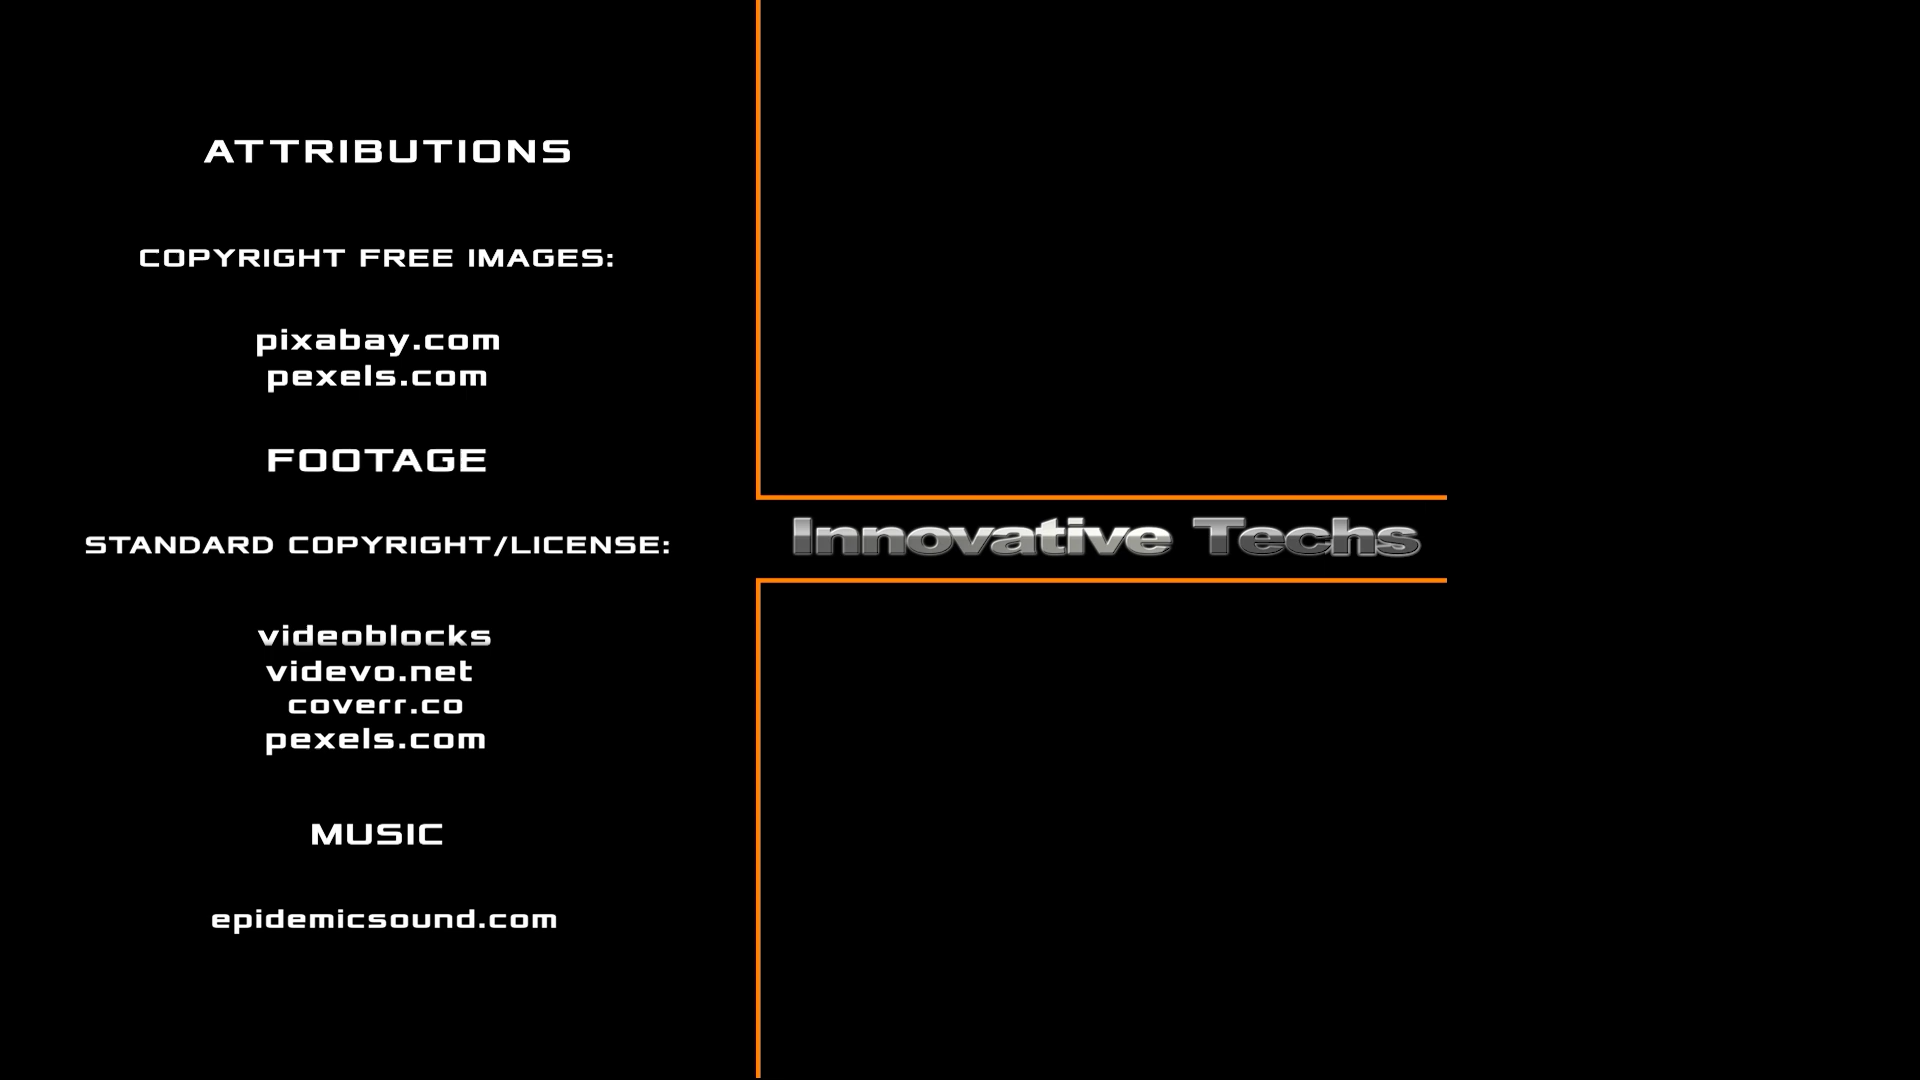 ATTRIBUTIONS
COPYRIGHT FREE IMAGES:
pixabay.com
pexels.com
FOOTAGE
STANDARD COPYRIGHT/LICENSE:
videoblocks
videvo.net
coverr.co
pexels.com
MUSIC
epidemicsound.com
Innovative Techs